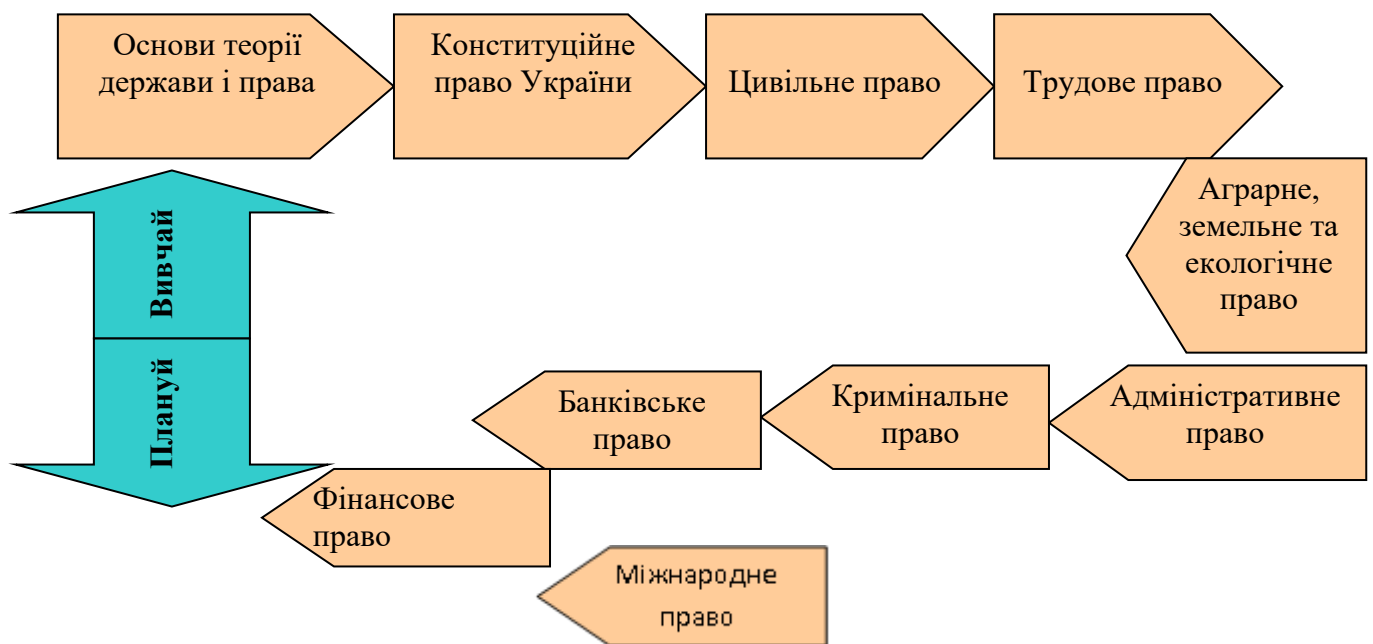 Основи теорії
держави і права
Конституційне
право України
Цивільне право
Трудове право
Аграрне,
земельне та
екологічне
право
Вивчай
Плануй
Адміністративне
право
Кримінальне
право
Банківське
право
Фінансове
право
Міжнародне
право